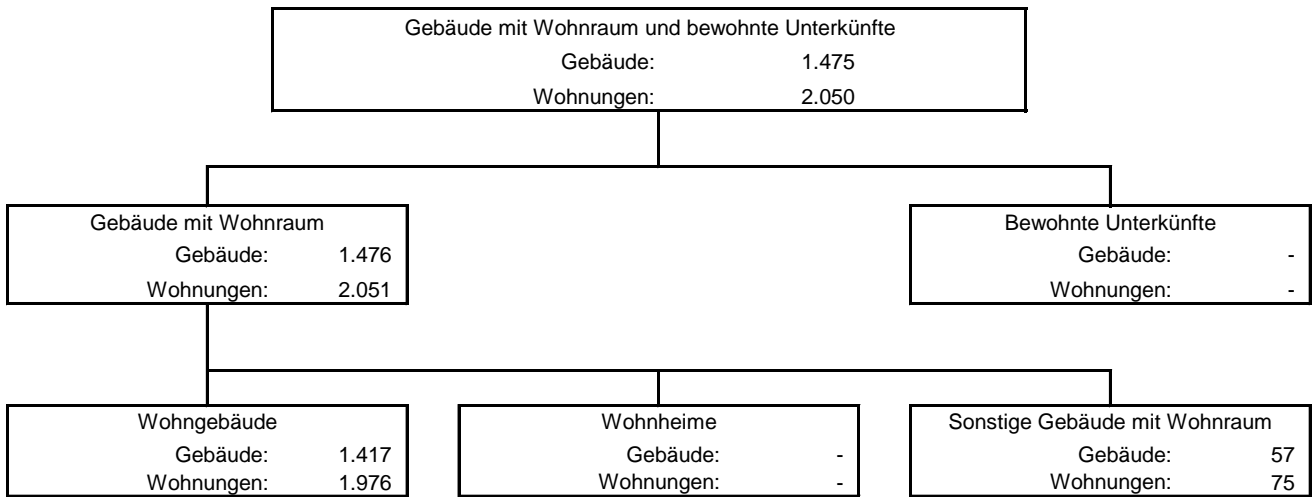 Gebäude mit Wohnraum und bewohnte Unterkünfte
Gebäude: 1.475
Wohnungen: 2.050
Gebäude mit Wohnraum
Gebäude: 1.476
Wohnungen: 2.051
Bewohnte Unterkünfte
Gebäude: -
Wohnungen: -
Wohngebäude
Gebäude: 1.417
Wohnungen: 1.976
Wohnheime
Gebäude: -
Wohnungen: -
Sonstige Gebäude mit Wohnraum
Gebäude: 57
Wohnungen: 75